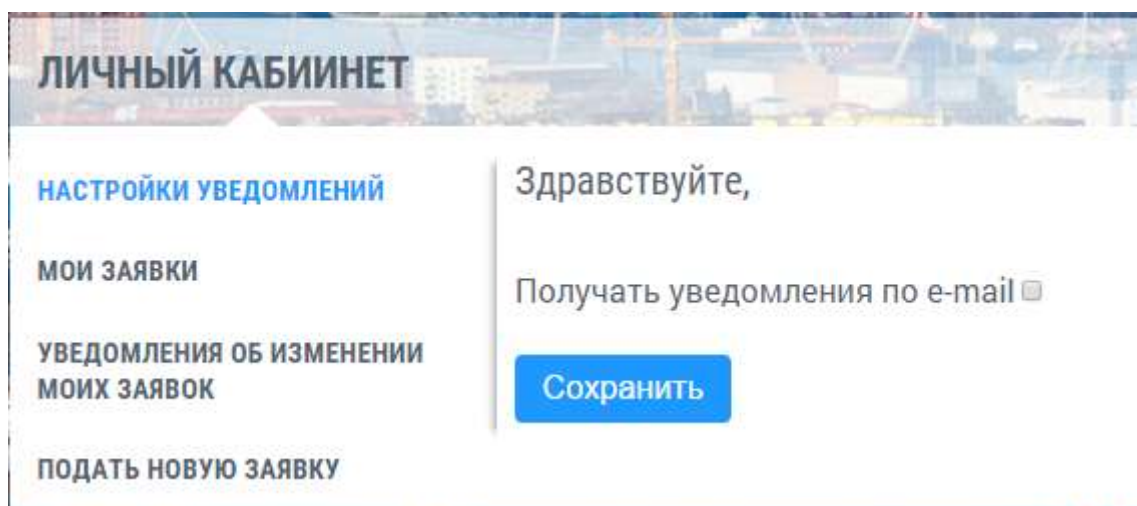 ЛИЧНЫЙ КАБИИНЕТ
НАСТРОЙКИ УВЕДОМЛЕНИЙ
МОИ ЗАЯВКИ
УВЕДОМЛЕНИЯ ОБ ИЗМЕНЕНИИ
МОИХ ЗАЯВОК
ПОДАТЬ НОВУЮ ЗАЯВКУ
Здравствуйте,
Получать уведомления по e-mail
Сохранить